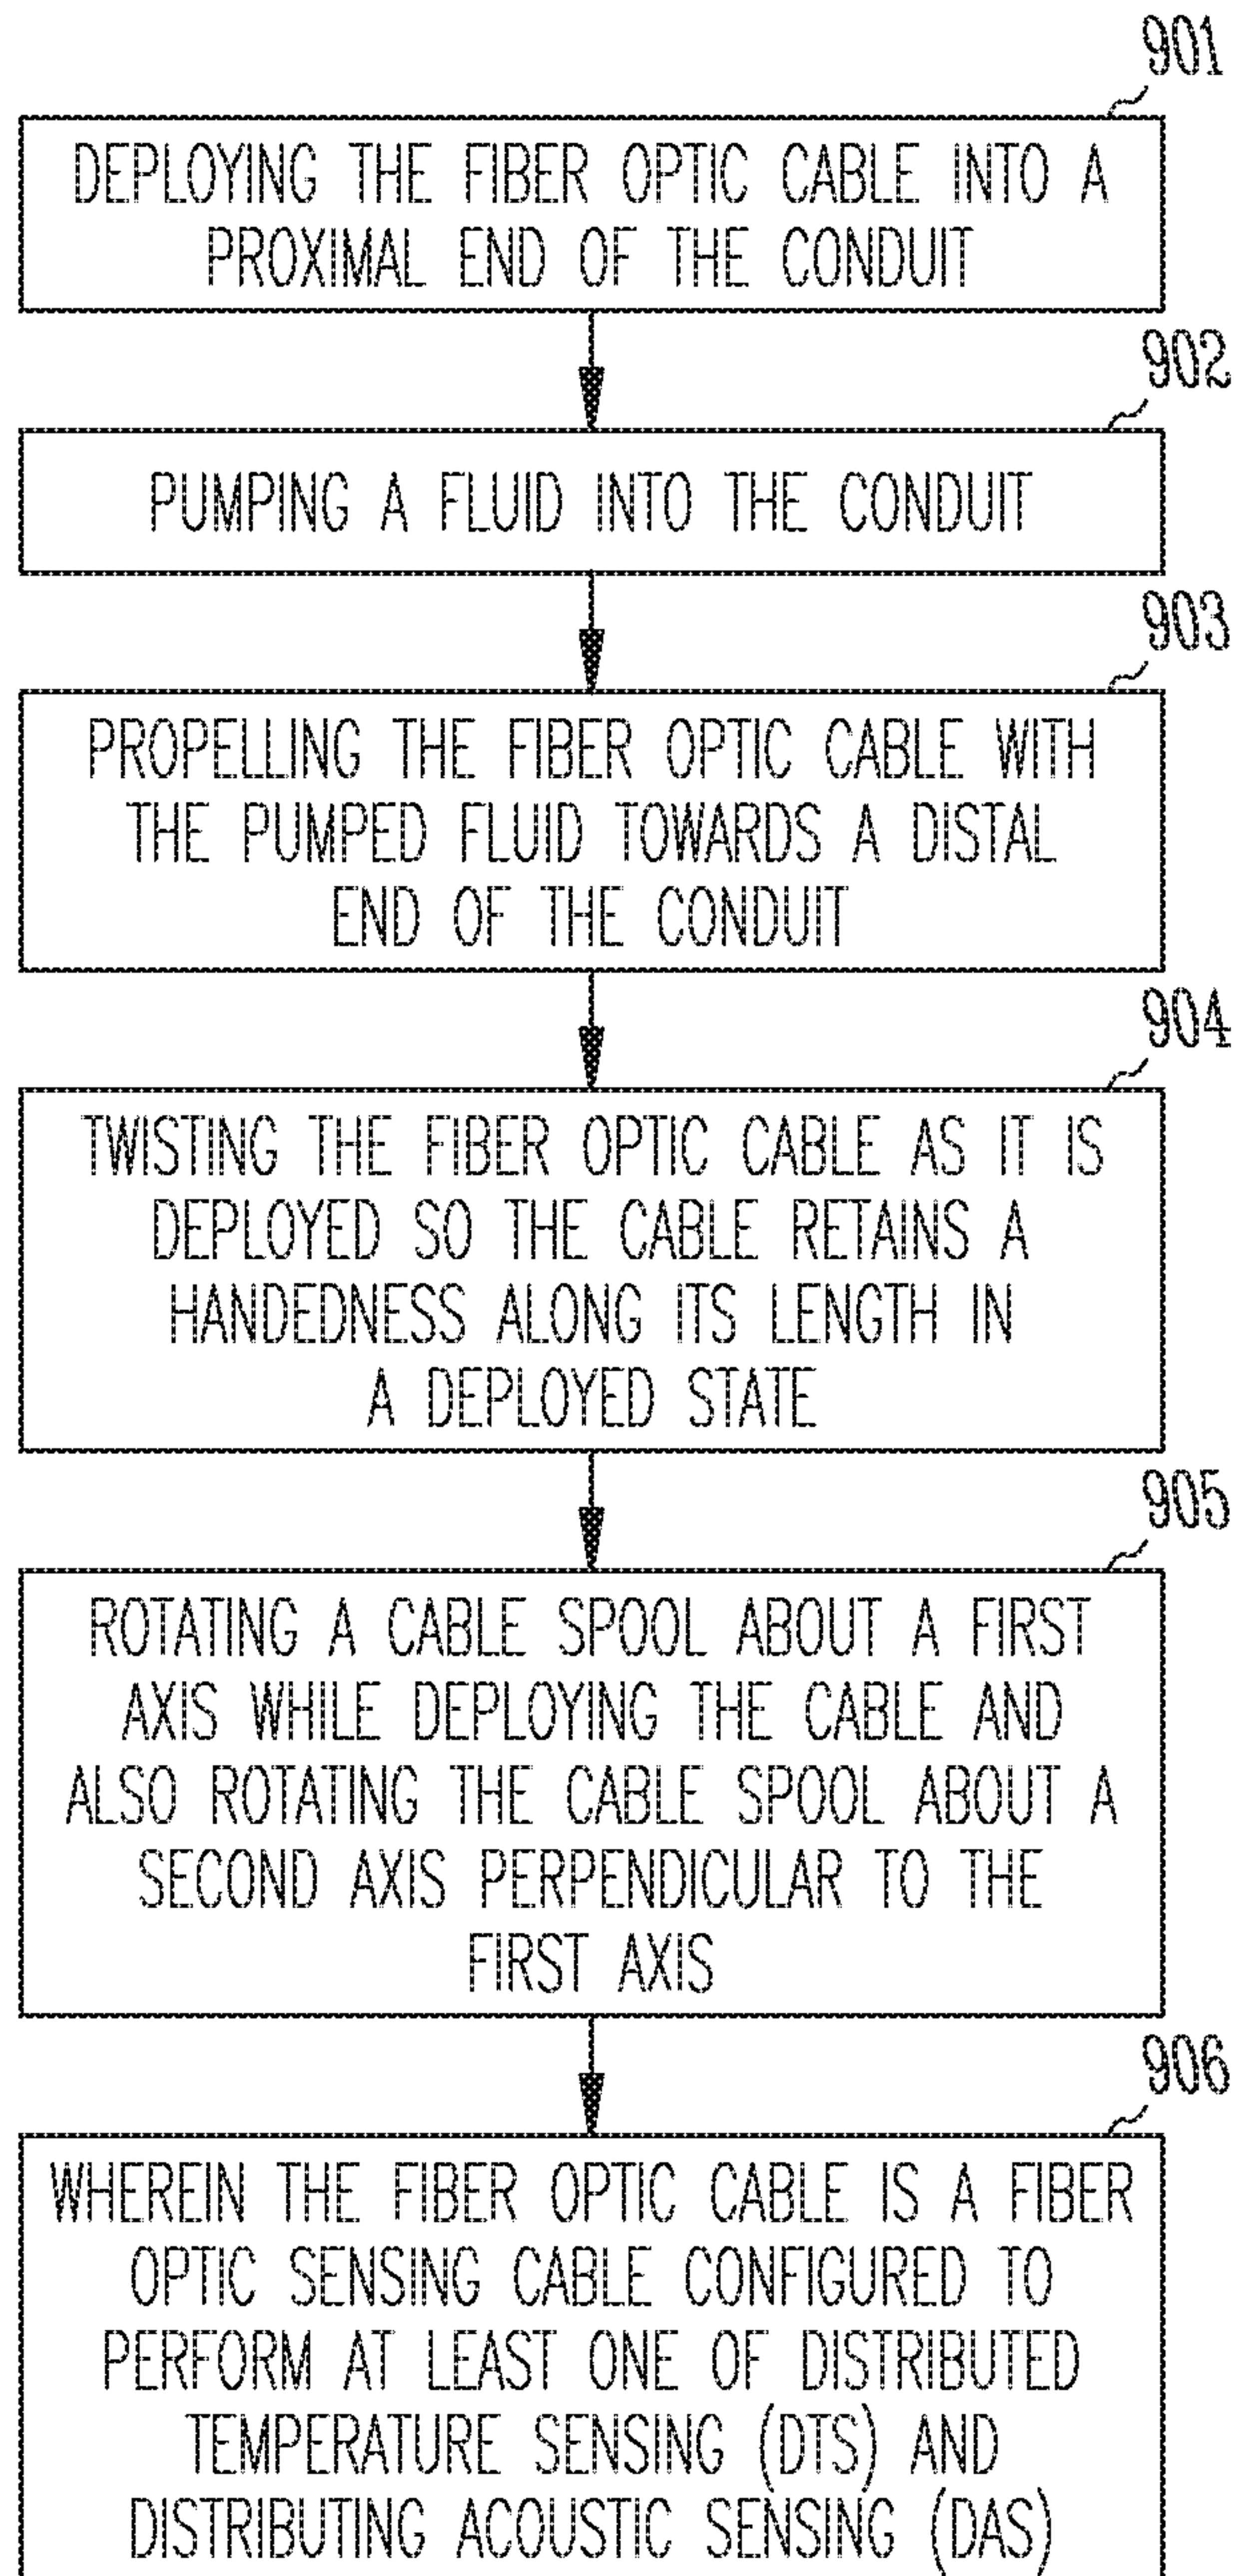 901
DEPLOYING THE FIBER OPTIC CABLE INTO A
PROXIMAL END OF THE CONDUIT
902
PUMPING A FLUID INTO THE CONDUIT
903
PROPELLING THE FIBER OPTIC CABLE WITH
THE PUMPED FLUID TOWARDS A DISTAL
END OF THE CONDUIT
904
TWISTING THE FIBER OPTIC CABLE AS IT IS
DEPLOYED SO THE CABLE RETAINS A
HANDEDNESS ALONG ITS LENGTH IN
A DEPLOYED STATE
905
ROTATING A CABLE SPOOL ABOUT A FIRST
AXIS WHILE DEPLOYING THE CABLE AND
ALSO ROTATING THE CABLE SPOOL ABOUT A
SECOND AXIS PERPENDICULAR TO THE
FIRST AXIS
906
WHEREIN THE FIBER OPTIC CABLE IS A FIBER
OPTIC SENSING CABLE CONFIGURED TO
PERFORM AT LEAST ONE OF DISTRIBUTED
TEMPERATURE SENSING (DTS) AND
DISTRIBUTING ACOUSTIC SENSING (DAS)